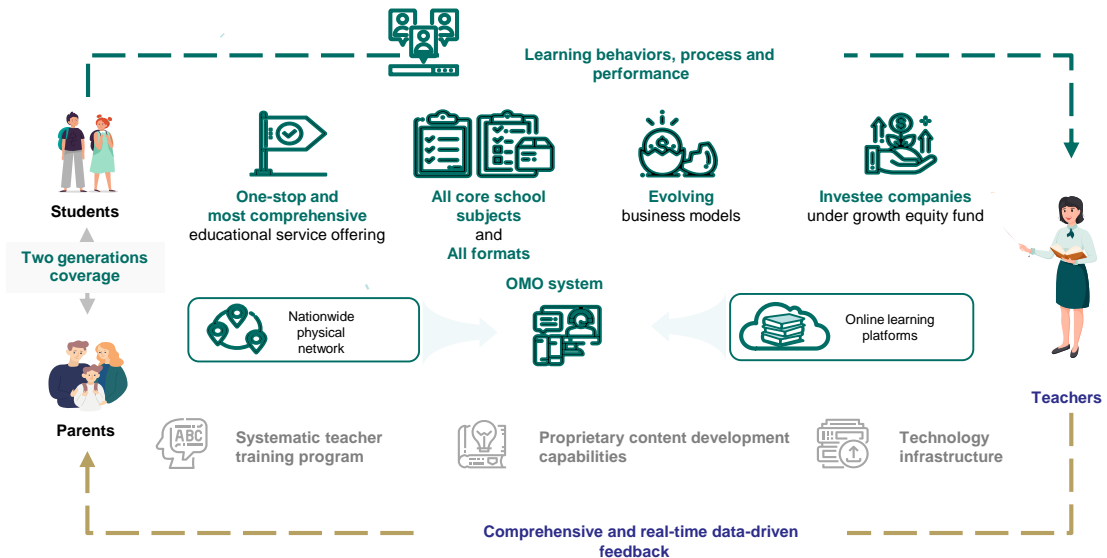 Learning behaviors, process and
performance
Students
Two generations
coverage
Parents
One-stop and
most comprehensive
educational service offering
All core school
subjects
and
All formats
Evolving
business models
Investee companies
under growth equity fund
OMO system
Nationwide
physical
network
Online learning
platforms
Teachers
ABC
Systematic teacher
training program
Proprietary content development
capabilities
Technology
infrastructure
Comprehensive and real-time data-driven
feedback